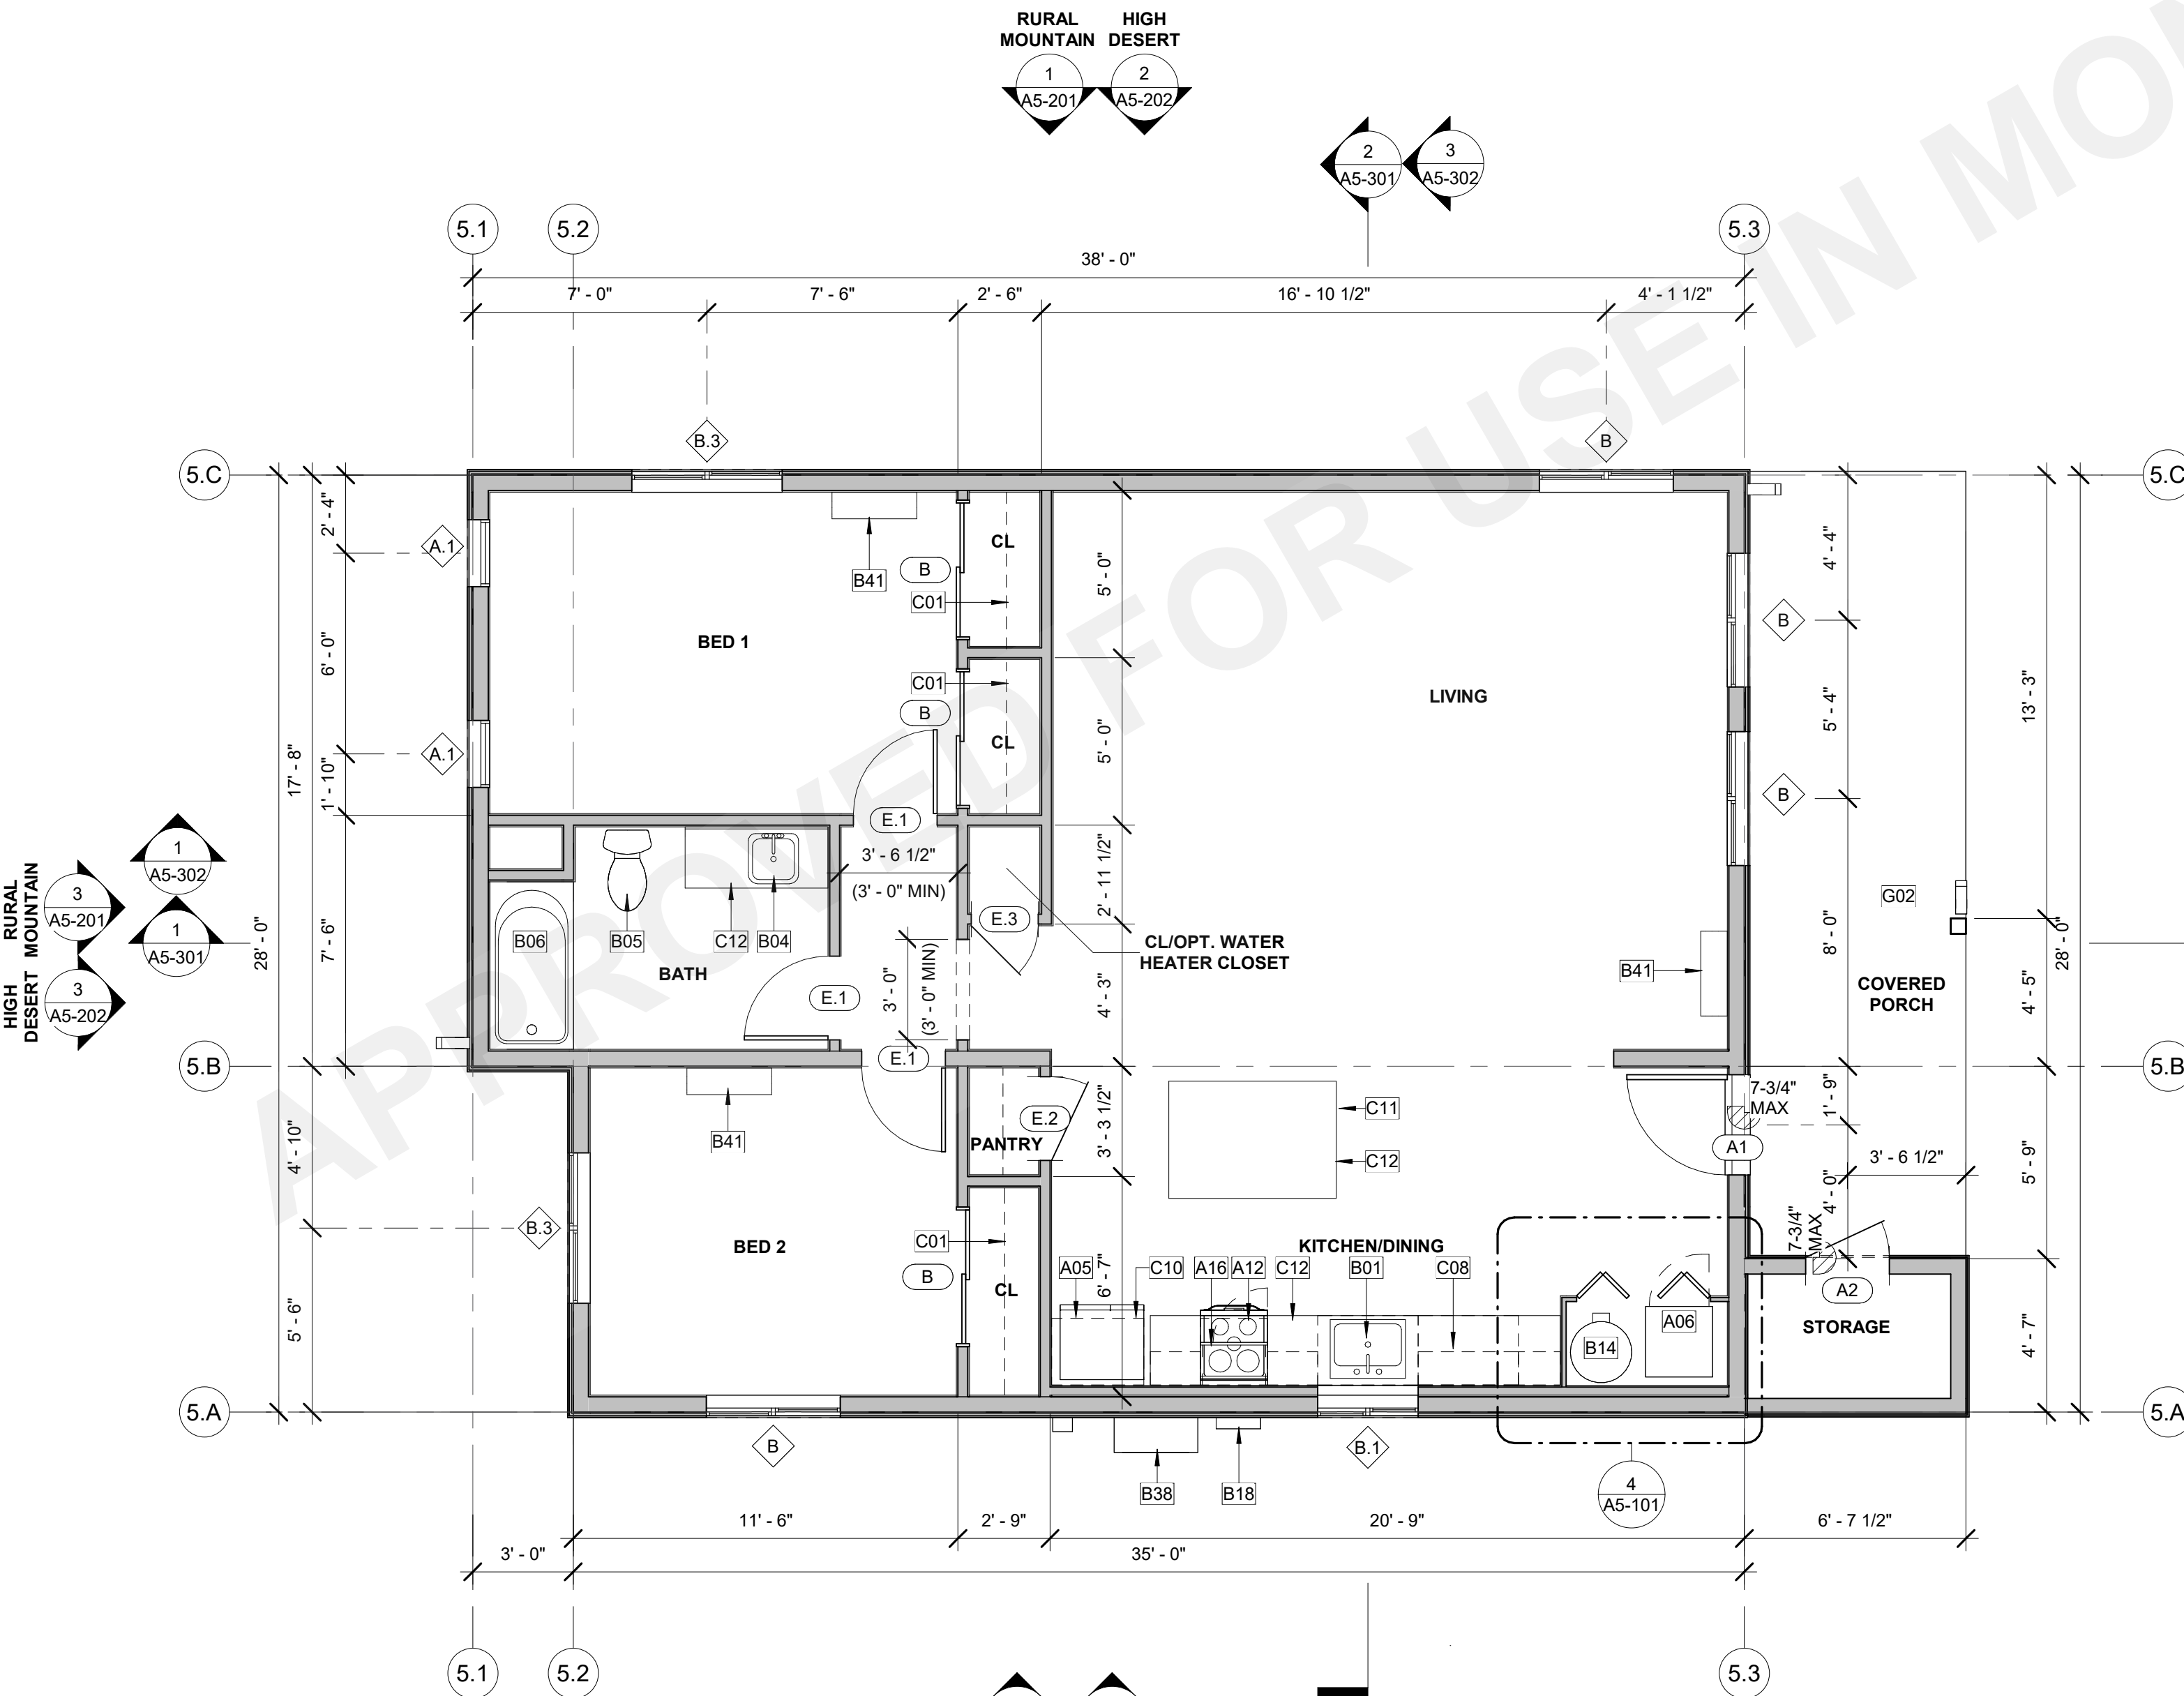 RURAL MOUNTAIN
HIGH DESERT
1
A5-201
2
A5-202
2
A5-301
3
A5-302
5.1
5.2
5.3
38' - 0"
7' - 0"
7' - 6"
2' - 6"
16' - 10 1/2"
4' - 1 1/2"
B.3
B
5.C
5.C
2' - 4"
A.1
B41
B
CL
C01
5' - 0"
4' - 4"
B
6' - 0"
BED 1
C01
B
CL
5' - 0"
LIVING
5' - 4"
13' - 3"
A.1
17' - 8"
1' - 10"
B
E.1
3' - 6 1/2"
(3' - 0" MIN)
2' - 11 1/2"
1
A5-302
RURAL MOUNTAIN
3
A5-201
1
A5-301
HIGH DESERT
3
A5-202
28' - 0"
7' - 6"
B06
B05
C12
B04
BATH
E.1
3' - 0"
(3' - 0" MIN)
E.3
CL/OPT. WATER
HEATER CLOSET
4' - 3"
B41
8' - 0"
G02
COVERED
PORCH
4' - 5"
28' - 0"
5.B
E.1
5.B
B41
4' - 10"
PANTRY
E.2
3' - 3 1/2"
C11
C12
7-3/4"
MAX
A1
1' - 9"
3' - 6 1/2"
5' - 9"
4' - 0"
7-3/4"
MAX
B.3
BED 2
C01
B
CL
6' - 7"
KITCHEN/DINING
A05
C10
A16
A12
C12
B01
C08
B14
A06
A2
STORAGE
4' - 7"
5' - 6"
5.A
5.A
B
B38
B18
B.1
4
A5-101
11' - 6"
2' - 9"
20' - 9"
6' - 7 1/2"
3' - 0"
35' - 0"
5.1
5.2
5.3
APPROVED FOR USE IN